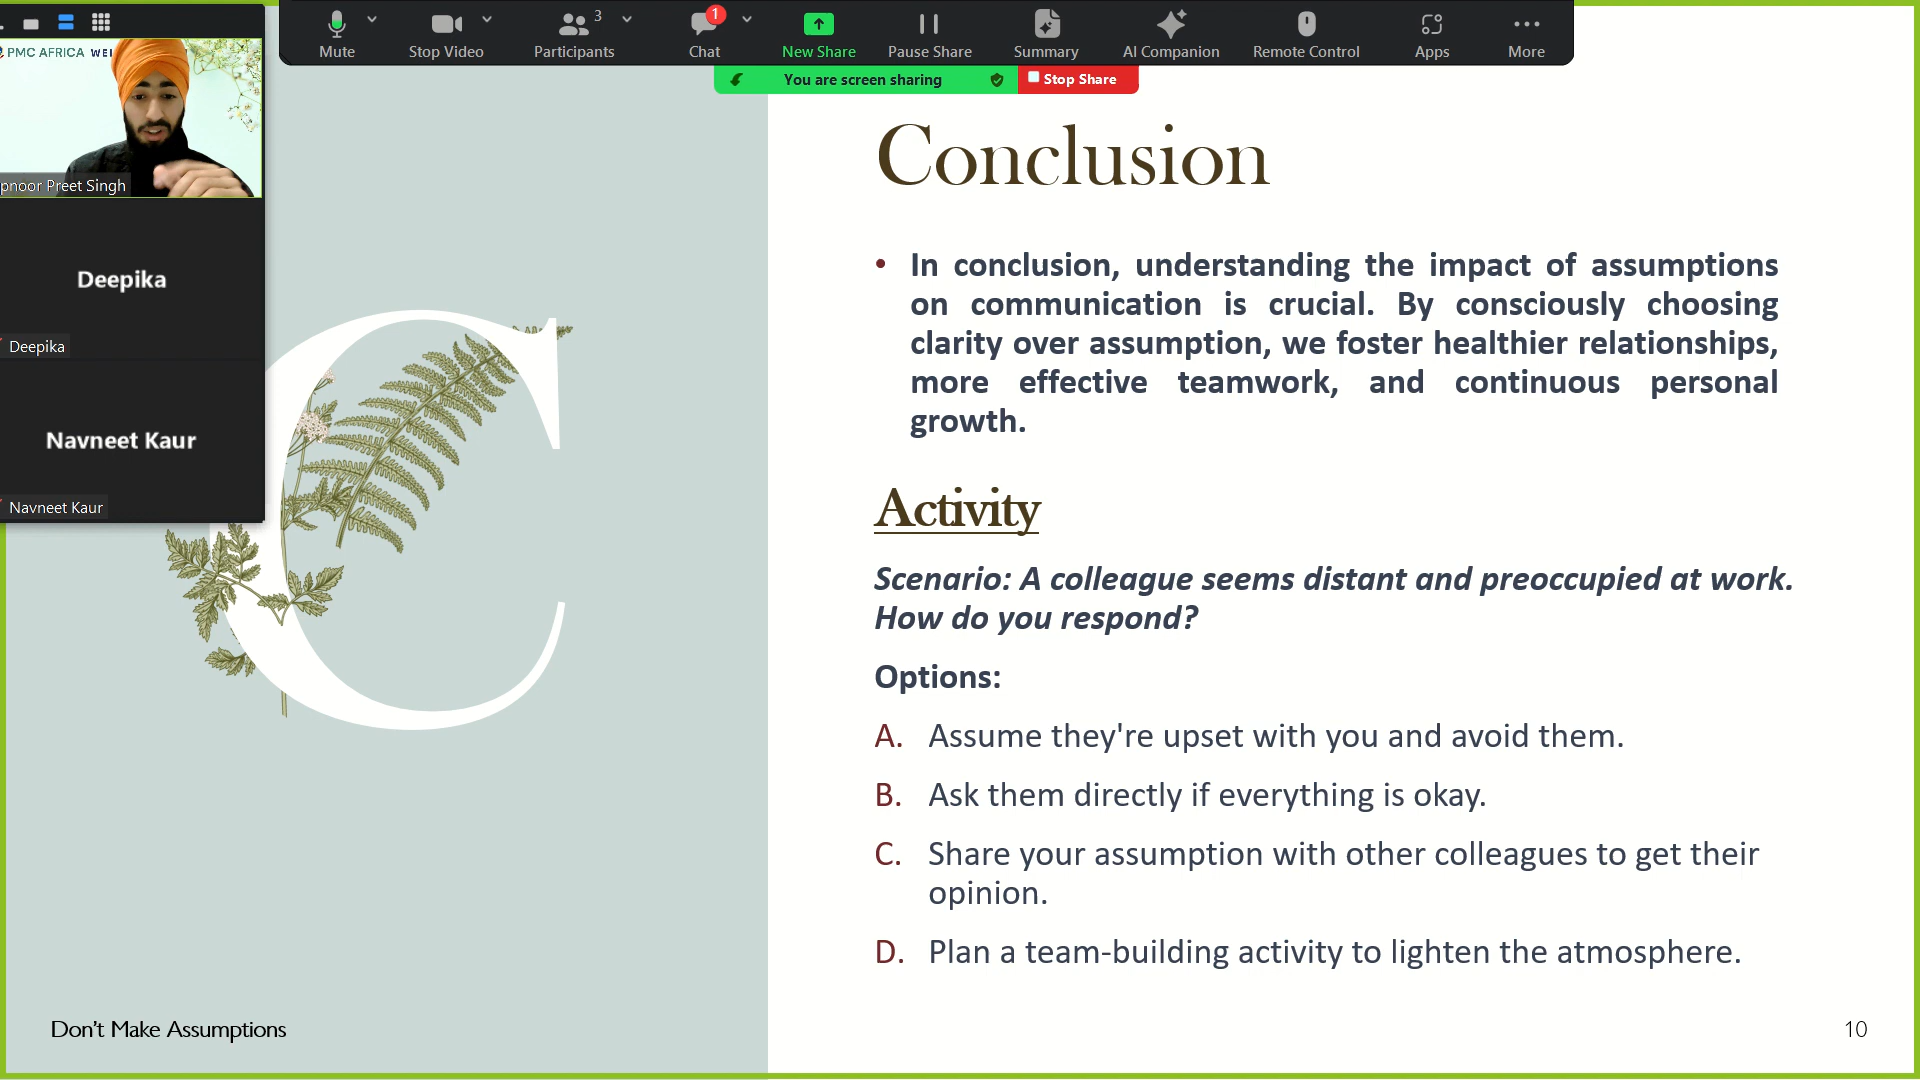 Mute
Stop Video
Participants
3
Chat
1
New Share
Pause Share
Summary
AI Companion
Remote Control
Apps
More
You are screen sharing
Stop Share
PMC AFRICA WEL
pnoor Preet Singh
Deepika
Deepika
Navneet Kaur
Navneet Kaur
Conclusion
• In conclusion, understanding the impact of assumptions
on communication is crucial. By consciously choosing
clarity over assumption, we foster healthier relationships,
more effective teamwork, and continuous personal
growth.
Activity
Scenario: A colleague seems distant and preoccupied at work.
How do you respond?
Options:
A. Assume they're upset with you and avoid them.
B. Ask them directly if everything is okay.
C. Share your assumption with other colleagues to get their
opinion.
D. Plan a team-building activity to lighten the atmosphere.
C
Don't Make Assumptions
10